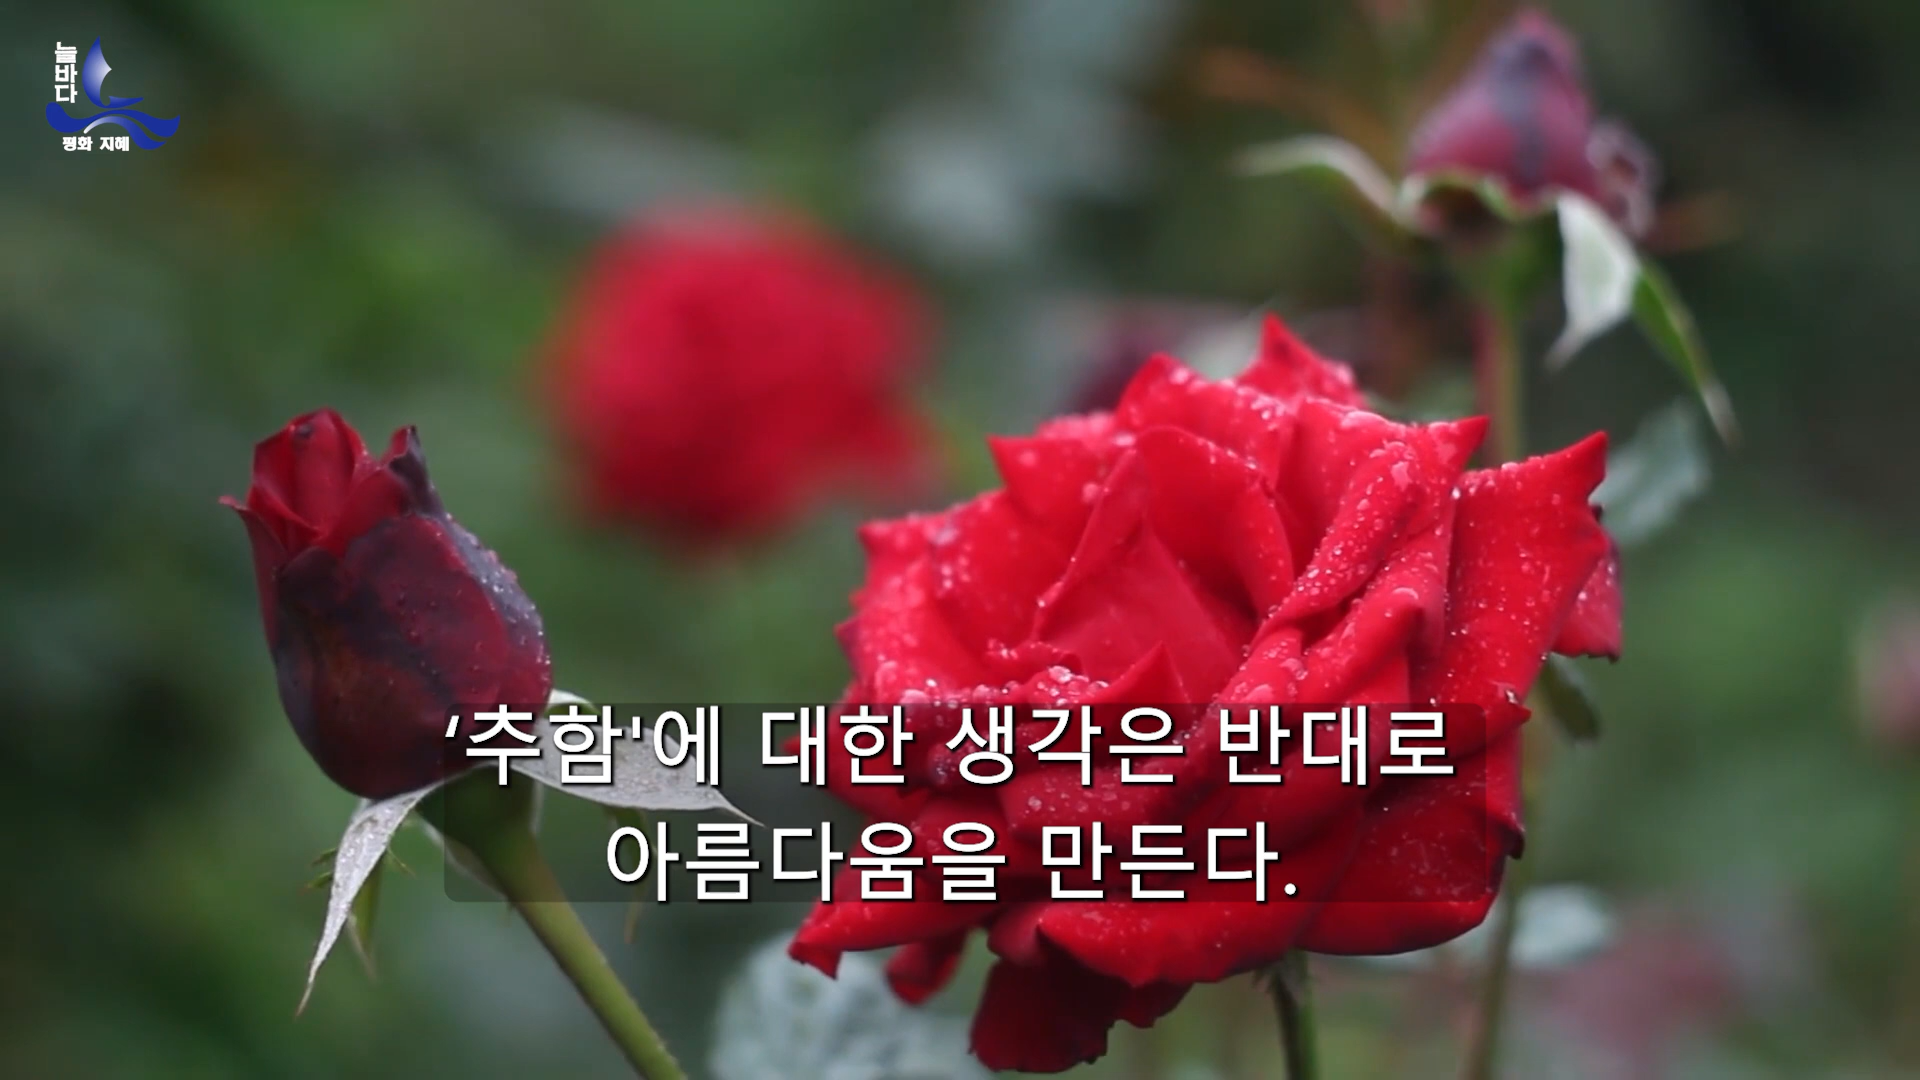 늘바다
평화 지혜
‘추함'에 대한 생각은 반대로
아름다움을 만든다.